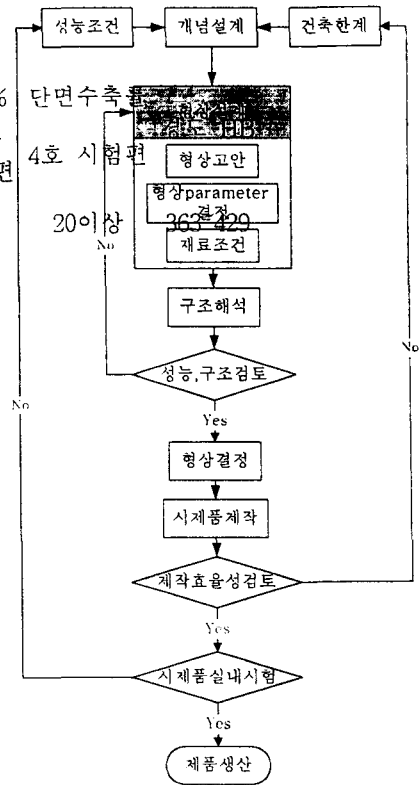 성능조건
개념설계
건축한계
% 단면수축율
HB
4호 시험편
편
형상고안
형상parameter
결정
20이상
363-429
재료조건
No
구조해석
성능,구조검토
No
No
Yes
형상결정
시제품제작
제작효율성검토
Yes
시제품실내시험
Yes
제품생산